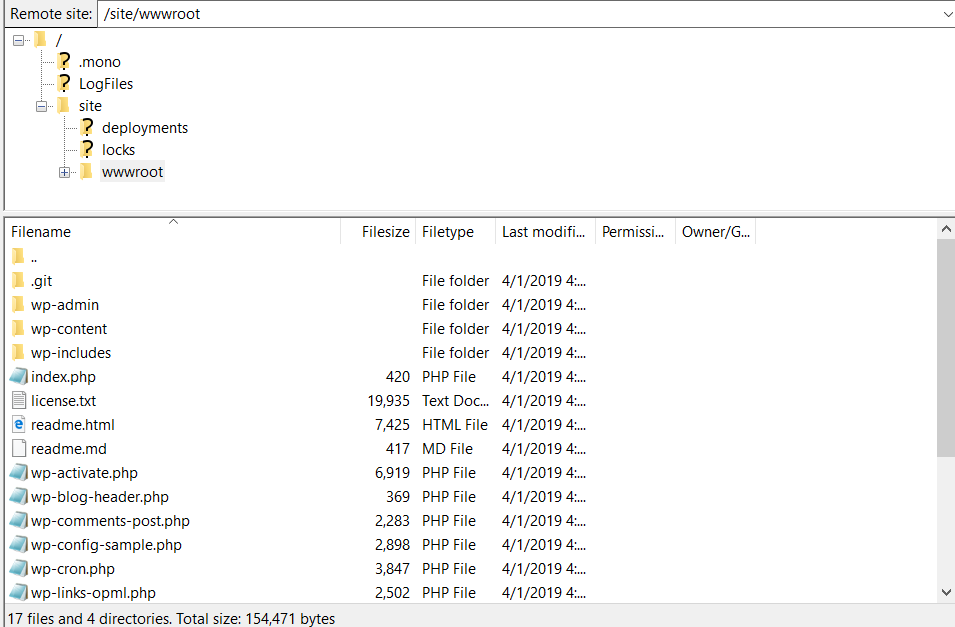 Remote site: /site/wwwroot
/
.mono
LogFiles
site
deployments
locks
wwwroot
Filename Filesize Filetype Last modifi... Permissi... Owner/G...
..
.git File folder 4/1/2019 4:...
wp-admin File folder 4/1/2019 4:...
wp-content File folder 4/1/2019 4:...
wp-includes File folder 4/1/2019 4:...
index.php 420 PHP File 4/1/2019 4:...
license.txt 19,935 Text Doc... 4/1/2019 4:...
readme.html 7,425 HTML File 4/1/2019 4:...
readme.md 417 MD File 4/1/2019 4:...
wp-activate.php 6,919 PHP File 4/1/2019 4:...
wp-blog-header.php 369 PHP File 4/1/2019 4:...
wp-comments-post.php 2,283 PHP File 4/1/2019 4:...
wp-config-sample.php 2,898 PHP File 4/1/2019 4:...
wp-cron.php 3,847 PHP File 4/1/2019 4:...
wp-links-opml.php 2,502 PHP File 4/1/2019 4:...
17 files and 4 directories. Total size: 154,471 bytes